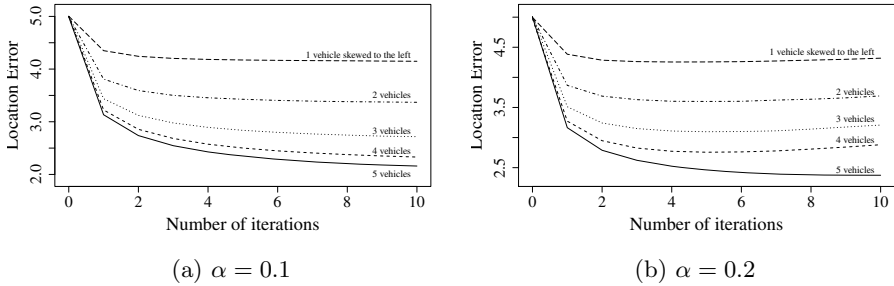 Location Error
5.0
4.0
3.0
2.0
1 vehicle skewed to the left
2 vehicles
3 vehicles
4 vehicles
5 vehicles
0 2 4 6 8 10
Number of iterations
(a) α = 0.1
Location Error
4.5
3.5
2.5
1 vehicle skewed to the left
2 vehicles
3 vehicles
4 vehicles
5 vehicles
0 2 4 6 8 10
Number of iterations
(b) α = 0.2